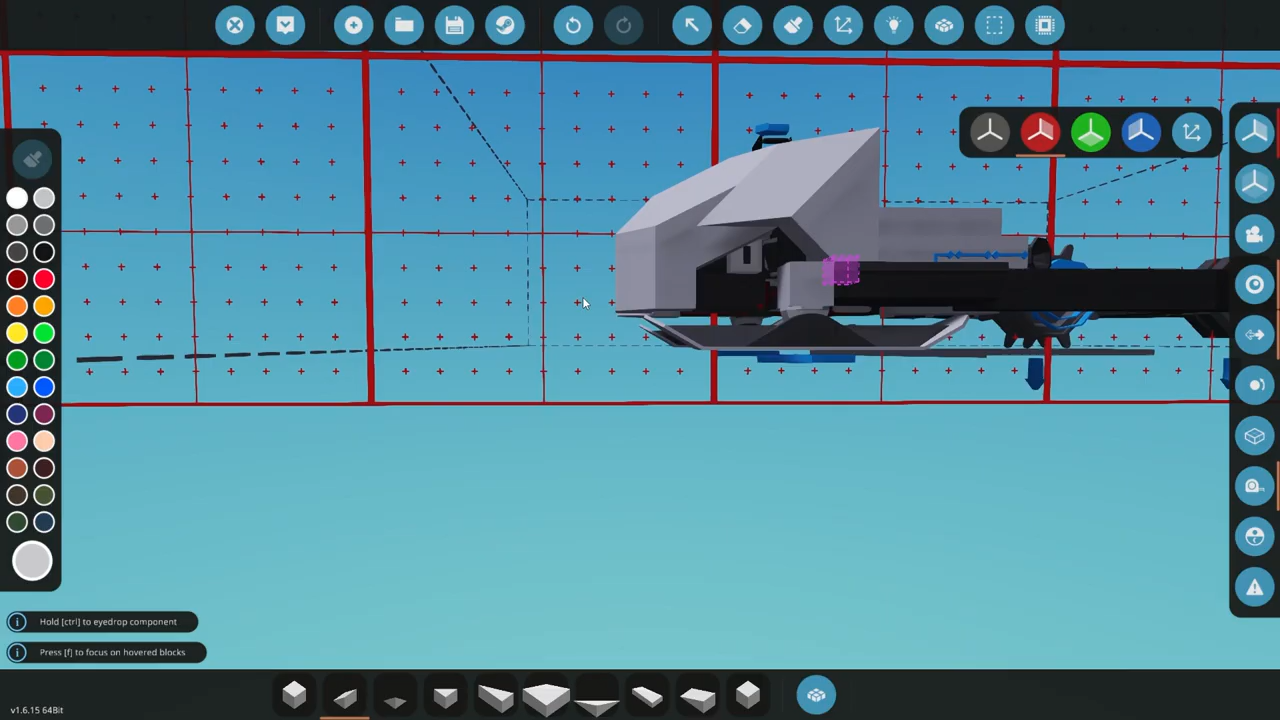 Hold [ctrl] to eyedrop component
Press [f] to focus on hovered blocks
v1.6.15 64Bit